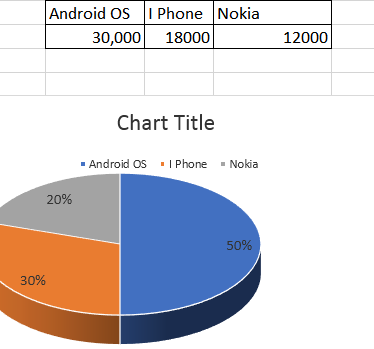 Android OS I Phone Nokia
30,000 18000 12000
Chart Title
Android OS I Phone Nokia
20%
50%
30%